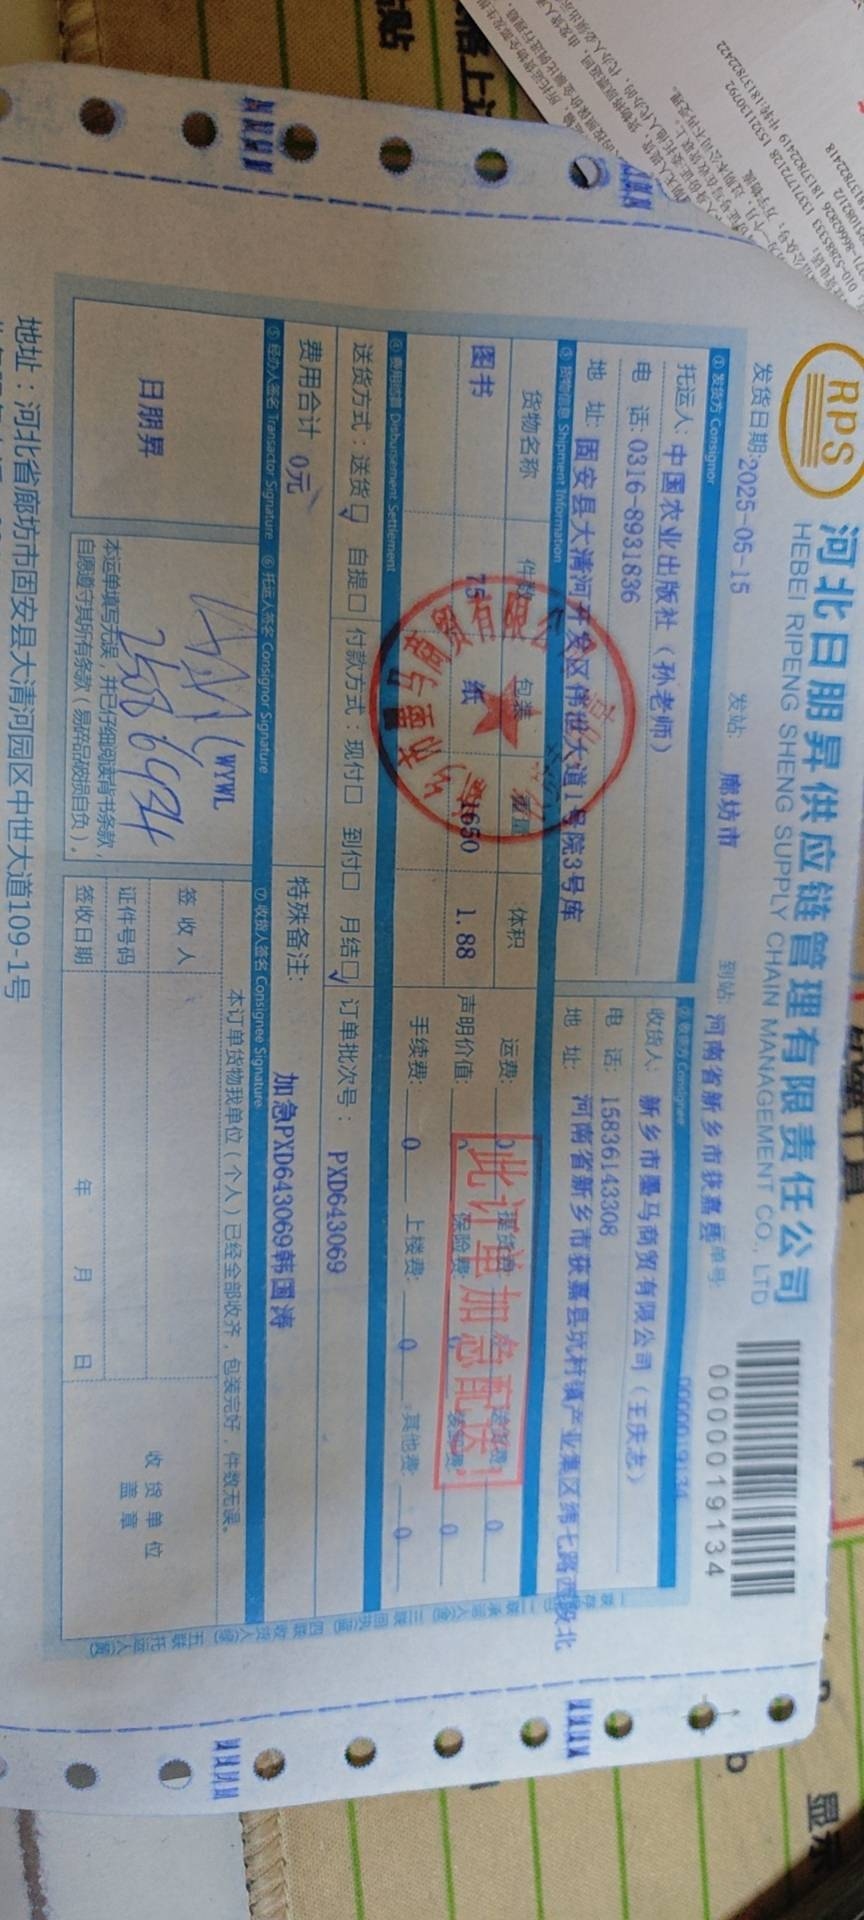 RPS
河北日朋昇供应链管理有限责任公司
HEBEI RIPENG SHENG SUPPLY CHAIN MANAGEMENT CO., LTD
0000019134
发货日期:2025-05-15 发站: 廊坊市 到站: 河南省新乡市获嘉县 单号: 0000019134
① 发货方 Consignor
托运人: 中国农业出版社（孙老师）
电 话: 0316-8931836
地 址: 固安县大清河开发区伟世大道1号院3号库
② 收货方 Consignee
收货人: 新乡市墨马商贸有限公司（王庆志）
电 话: 15836143308
地 址: 河南省新乡市获嘉县亢村镇产业集区纬七路西段北
③ 货物信息 Shipment Information
货物名称 件数 包装 重量 体积
图书 75 纸 1650 1.88
运费: 0 提货费: 送货费: 0
声明价值: 保险费: 0
手续费: 0 上楼费: 0 其他费: 0
此订单加急配送
④ 费用结算 Disbursement Settlement
送货方式：送货☑ 自提□ 付款方式：现付□ 到付□ 月结☑ 订单批次号： PXD643069
费用合计 0元
特殊备注: 加急PXD643069韩国涛
⑤ 经办人签名 Transactor Signature ⑥ 托运人签名 Consignor Signature ⑦ 收货人签名 Consignee Signature
日朋昇
WYWL
本运单填写无误，并已仔细阅读背书条款，
自愿遵守其所有条款（易碎品破损自负）。
本订单货物我单位（个人）已经全部收齐，包装完好，件数无误。
签 收 人
证件号码
签收日期 年 月 日
收 货 单 位
盖 章
地址：河北省廊坊市固安县大清河园区中世大道109-1号